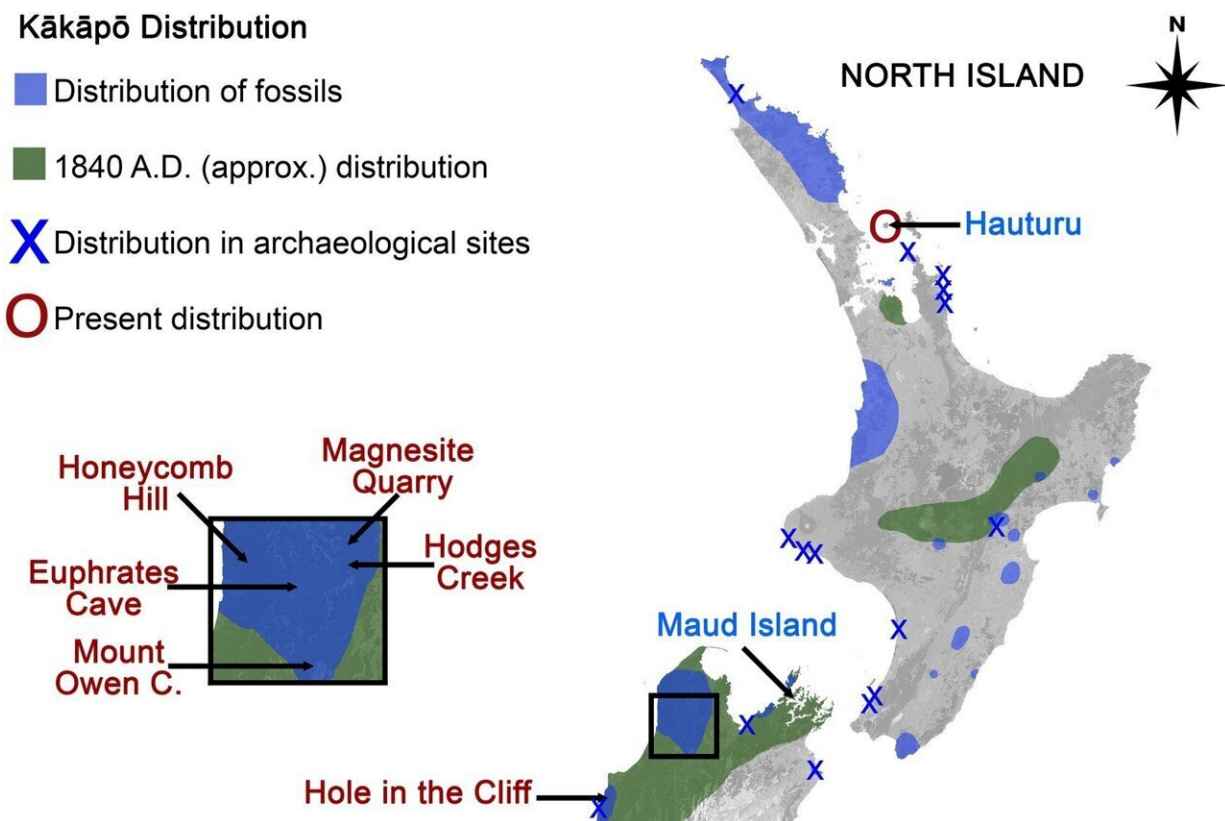 Kākāpō Distribution
Distribution of fossils
1840 A.D. (approx.) distribution
X Distribution in archaeological sites
O Present distribution
NORTH ISLAND
N
X
Hauturu
X
X
X
X
Honeycomb
Hill
Magnesite
Quarry
Euphrates
Cave
Hodges
Creek
Mount
Owen C.
X
X
X
X
Maud Island
X
X
X
X
X
Hole in the Cliff
X